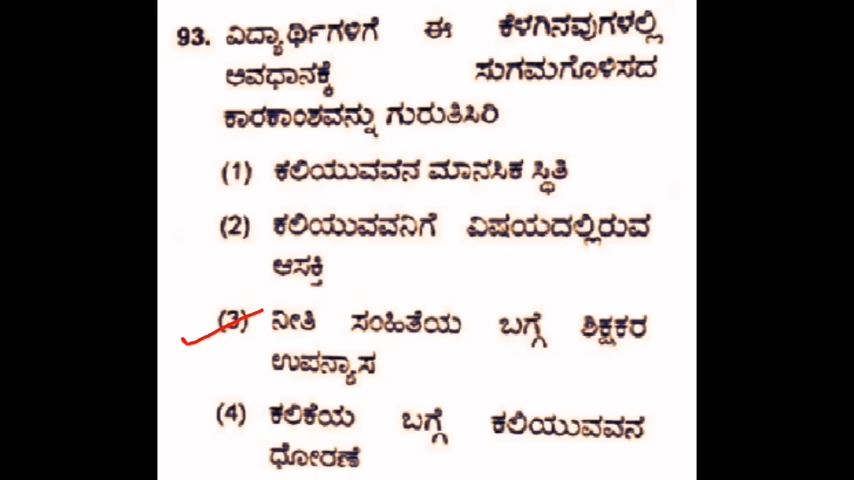 93. ವಿದ್ಯಾರ್ಥಿಗಳಿಗೆ ಈ ಕೆಳಗಿನವುಗಳಲ್ಲಿ
ಅವಧಾನಕ್ಕೆ ಸುಗಮಗೊಳಿಸದ
ಕಾರಕಾಂಶವನ್ನು ಗುರುತಿಸಿರಿ
(1) ಕಲಿಯುವವನ ಮಾನಸಿಕ ಸ್ಥಿತಿ
(2) ಕಲಿಯುವವನಿಗೆ ವಿಷಯದಲ್ಲಿರುವ
ಆಸಕ್ತಿ
(3) ನೀತಿ ಸಂಹಿತೆಯ ಬಗ್ಗೆ ಶಿಕ್ಷಕರ
ಉಪನ್ಯಾಸ
(4) ಕಲಿಕೆಯ ಬಗ್ಗೆ ಕಲಿಯುವವನ
ಧೋರಣೆ